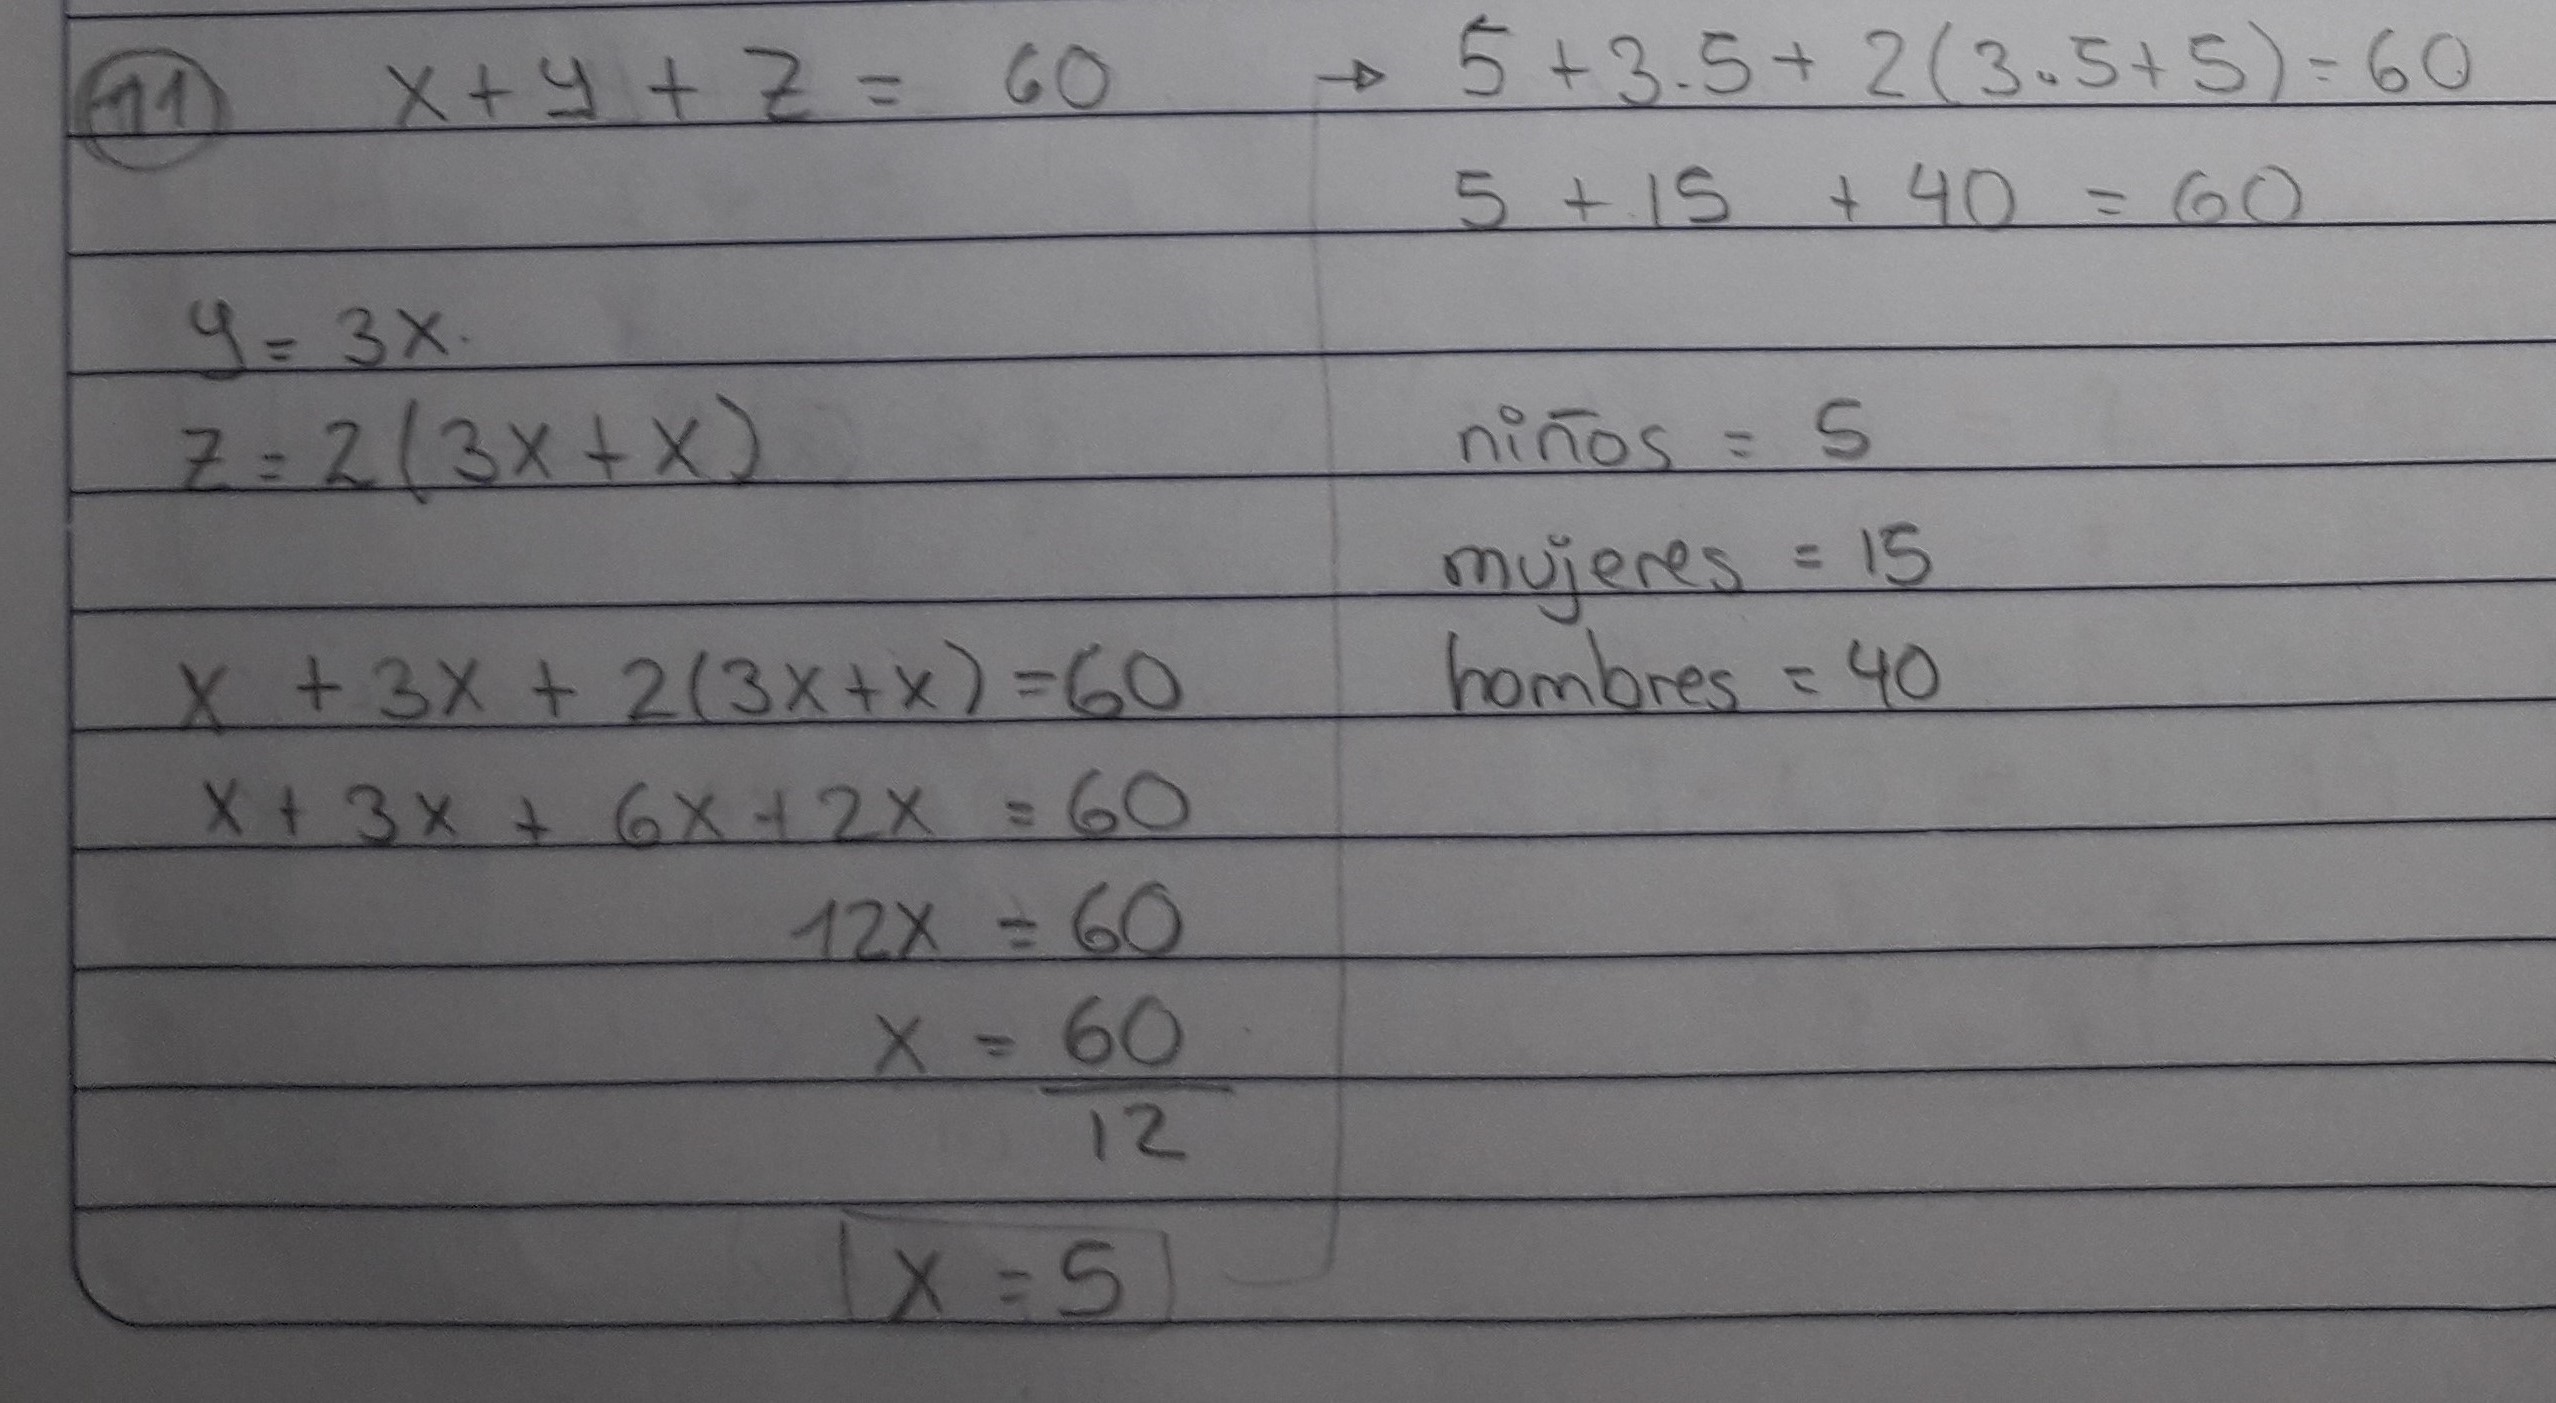 11 x + y + z = 60
y = 3x.
z = 2(3x + x)
x + 3x + 2(3x+x) = 60
x + 3x + 6x + 2x = 60
12x = 60
x = 60
12
x = 5
→ 5 + 3.5 + 2(3.5+5) = 60
5 + 15 + 40 = 60
niños = 5
mujeres = 15
hombres = 40